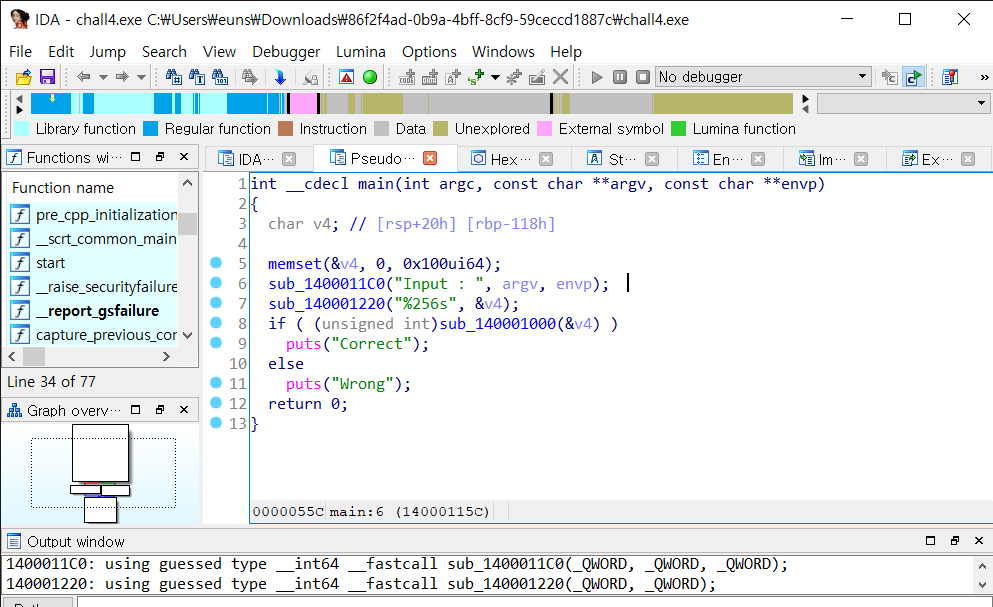 IDA - chall4.exe C:₩Users₩euns₩Downloads₩86f2f4ad-0b9a-4bff-8cf9-59ceccd1887c₩chall4.exe
File Edit Jump Search View Debugger Lumina Options Windows Help
No debugger
Library function Regular function Instruction Data Unexplored External symbol Lumina function
Functions wi···
IDA··· Pseudo··· Hex··· St··· En··· Im··· Ex···
Function name
pre_cpp_initialization
__scrt_common_main
start
__raise_securityfailure
__report_gsfailure
capture_previous_cor
Line 34 of 77
Graph overv···
1 int __cdecl main(int argc, const char **argv, const char **envp)
2 {
3 char v4; // [rsp+20h] [rbp-118h]
4
5 memset(&v4, 0, 0x100ui64);
6 sub_1400011C0("Input : ", argv, envp);
7 sub_140001220("%256s", &v4);
8 if ( (unsigned int)sub_140001000(&v4) )
9 puts("Correct");
10 else
11 puts("Wrong");
12 return 0;
13 }
0000055C main:6 (14000115C)
Output window
1400011C0: using guessed type __int64 __fastcall sub_1400011C0(_QWORD, _QWORD, _QWORD);
140001220: using guessed type __int64 __fastcall sub_140001220(_QWORD, _QWORD);